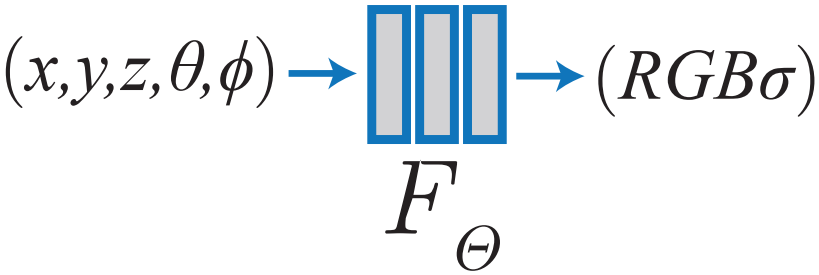 (x,y,z,θ,ϕ) → → (RGBσ)
F_Θ